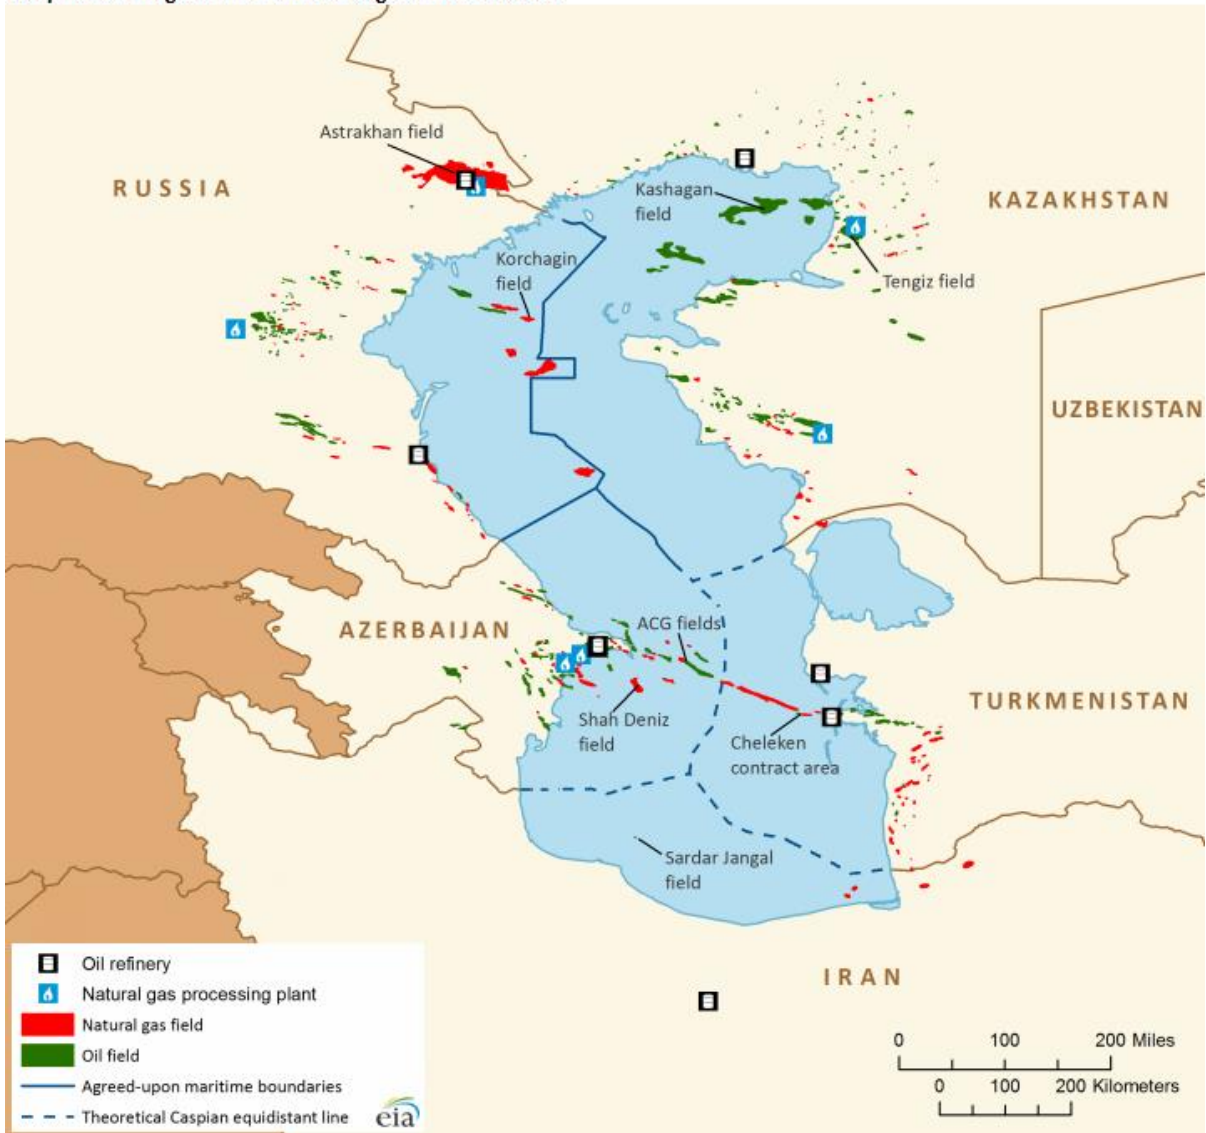 Astrakhan field
RUSSIA
Kashagan
field
KAZAKHSTAN
Korchagin
field
Tengiz field
UZBEKISTAN
ACG fields
AZERBAIJAN
TURKMENISTAN
Shah Deniz
field
Cheleken
contract area
Sardar Jangal
field
IRAN
Oil refinery
Natural gas processing plant
Natural gas field
Oil field
Agreed-upon maritime boundaries
Theoretical Caspian equidistant line
eia
0 100 200 Miles
0 100 200 Kilometers